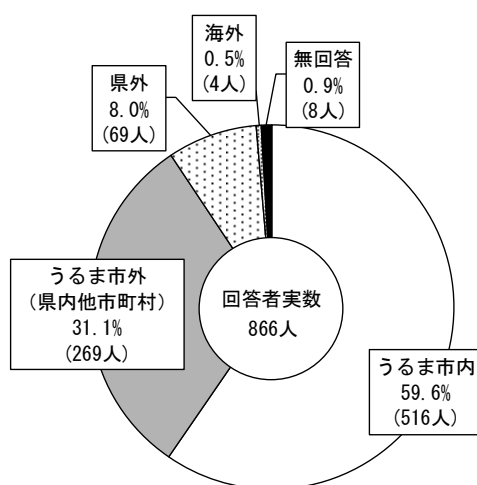 海外
0.5%
(4人)
無回答
0.9%
(8人)
県外
8.0%
(69人)
うるま市外
(県内他市町村)
31.1%
(269人)
回答者実数
866人
うるま市内
59.6%
(516人)